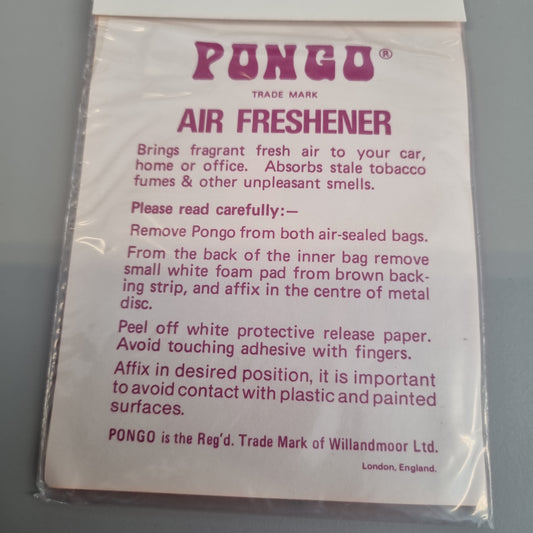 PONGO®
TRADE MARK
AIR FRESHENER
Brings fragrant fresh air to your car,
home or office. Absorbs stale tobacco
fumes & other unpleasant smells.
Please read carefully:—
Remove Pongo from both air-sealed bags.
From the back of the inner bag remove
small white foam pad from brown back-
ing strip, and affix in the centre of metal
disc.
Peel off white protective release paper.
Avoid touching adhesive with fingers.
Affix in desired position, it is important
to avoid contact with plastic and painted
surfaces.
PONGO is the Reg'd. Trade Mark of Willandmoor Ltd.
London, England.